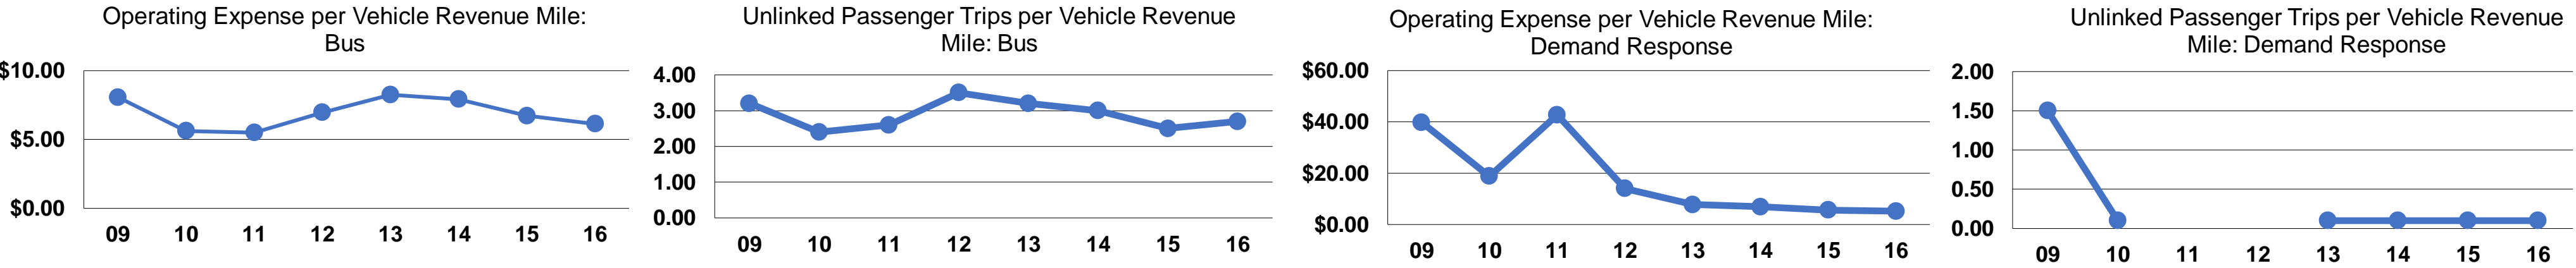 Operating Expense per Vehicle Revenue Mile:
Bus
$10.00
$5.00
$0.00
09 10 11 12 13 14 15 16
Unlinked Passenger Trips per Vehicle Revenue
Mile: Bus
4.00
3.00
2.00
1.00
0.00
09 10 11 12 13 14 15 16
Operating Expense per Vehicle Revenue Mile:
Demand Response
$60.00
$40.00
$20.00
$0.00
09 10 11 12 13 14 15 16
Unlinked Passenger Trips per Vehicle Revenue
Mile: Demand Response
2.00
1.50
1.00
0.50
0.00
09 10 11 12 13 14 15 16